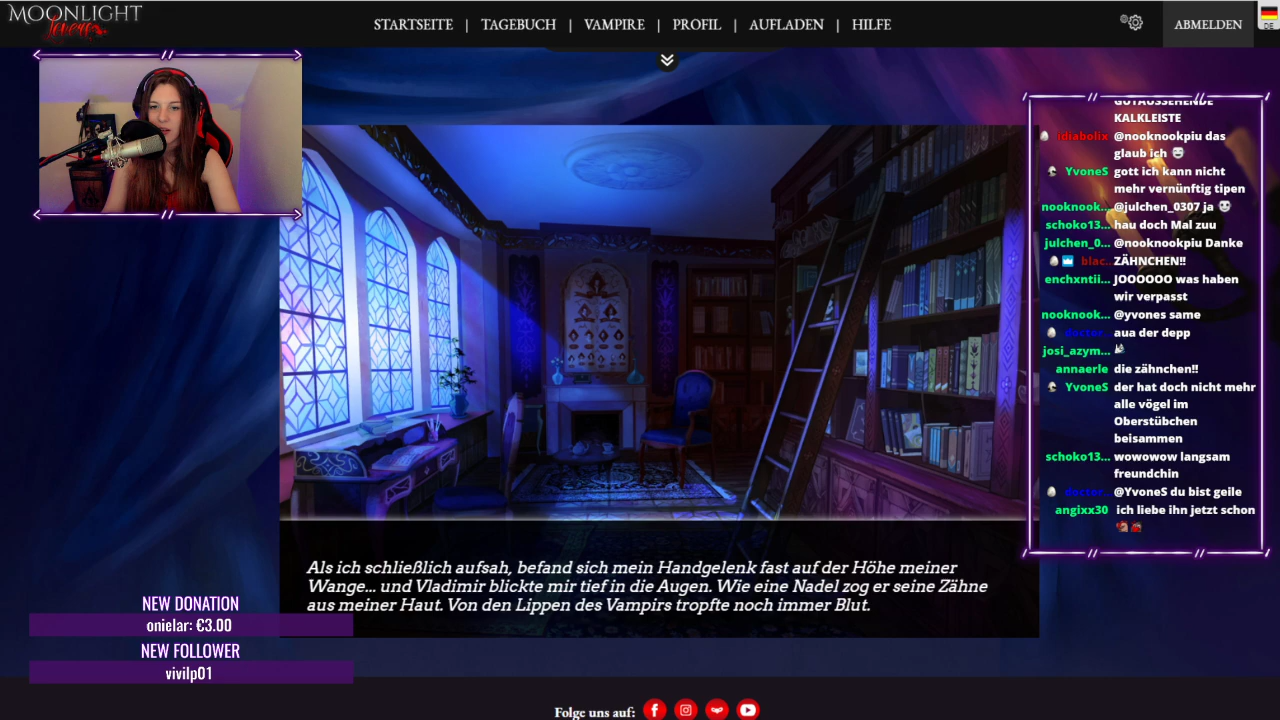 MOONLIGHT
Lovers
STARTSEITE | TAGEBUCH | VAMPIRE | PROFIL | AUFLADEN | HILFE
ABMELDEN
DE
GUTAUSSEHENDE
KALKLEISTE
idiabolix @nooknookpiu das
glaub ich
YvoneS gott ich kann nicht
mehr vernünftig tipen
nooknook... @julchen_0307 ja
schoko13... hau doch Mal zuu
julchen_0... @nooknookpiu Danke
blac... ZÄHNCHEN!!
enchxntii... JOOOOOO was haben
wir verpasst
nooknook... @yvones same
doctor... aua der depp
josi_azym...
annaerle die zähnchen!!
YvoneS der hat doch nicht mehr
alle vögel im
Oberstübchen
beisammen
schoko13... wowowow langsam
freundchin
doctor... @YvoneS du bist geile
angixx30 ich liebe ihn jetzt schon
Als ich schließlich aufsah, befand sich mein Handgelenk fast auf der Höhe meiner
Wange... und Vladimir blickte mir tief in die Augen. Wie eine Nadel zog er seine Zähne
aus meiner Haut. Von den Lippen des Vampirs tropfte noch immer Blut.
NEW DONATION
onielar: €3.00
NEW FOLLOWER
vivilp01
Folge uns auf: